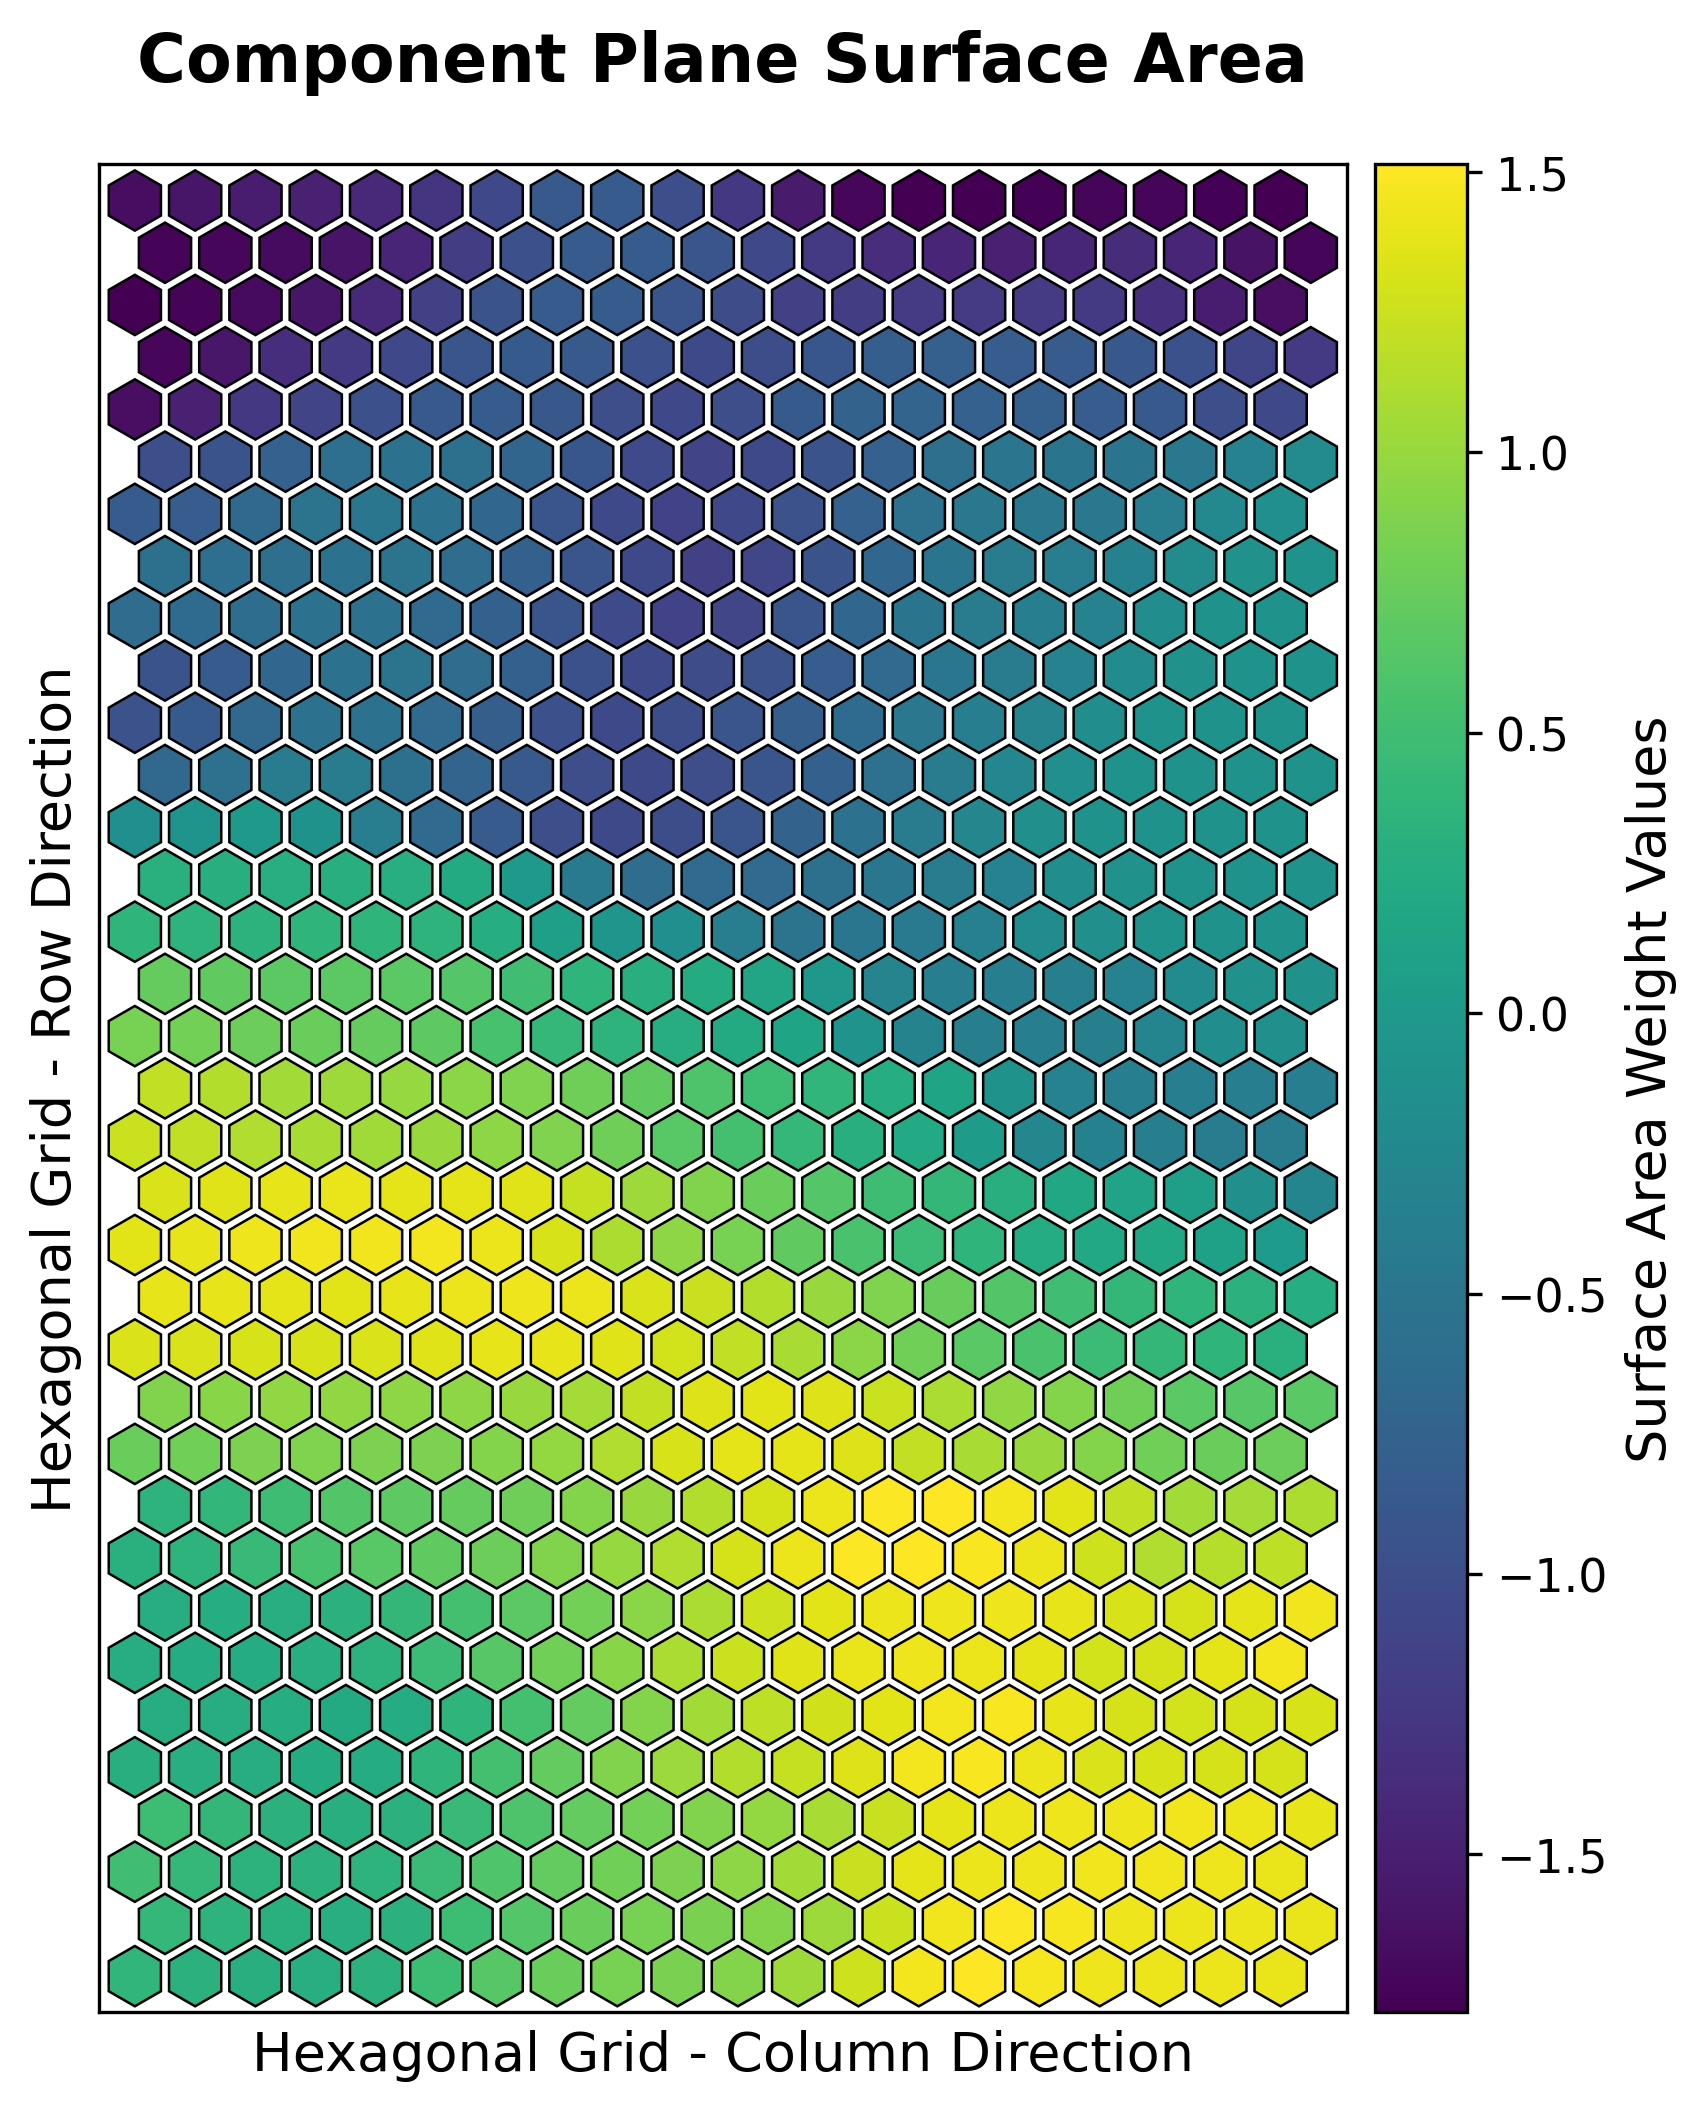 Component Plane Surface Area
Hexagonal Grid - Row Direction
Hexagonal Grid - Column Direction
1.5
1.0
0.5
0.0
−0.5
−1.0
−1.5
Surface Area Weight Values